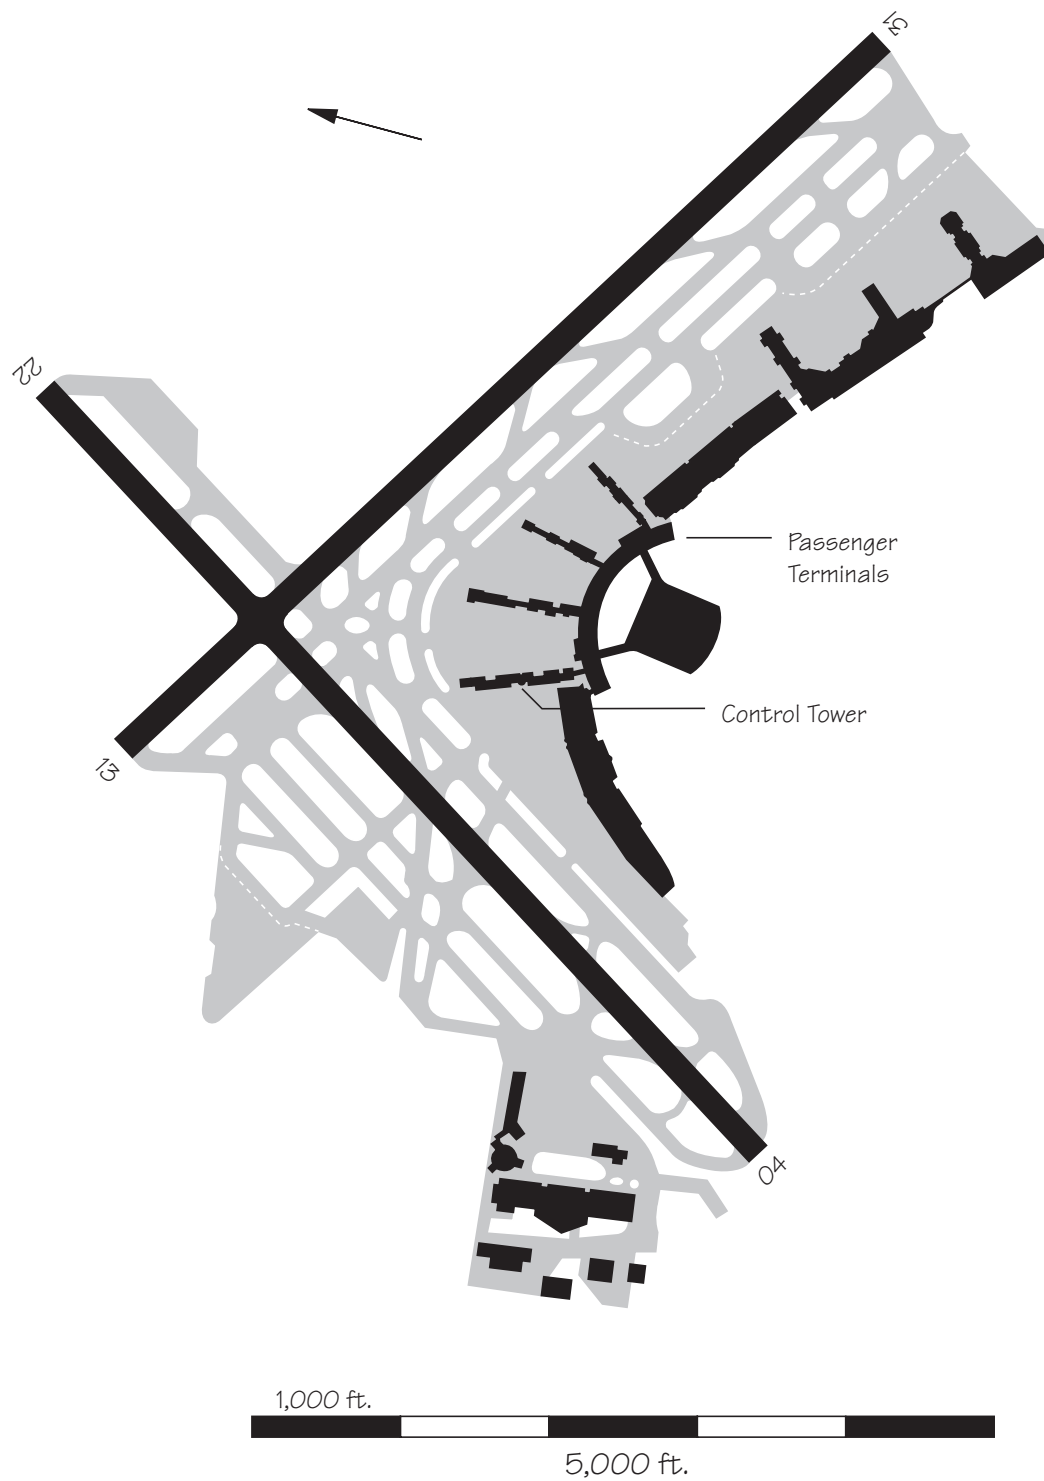 31
22
Passenger
Terminals
Control Tower
13
04
1,000 ft.
5,000 ft.